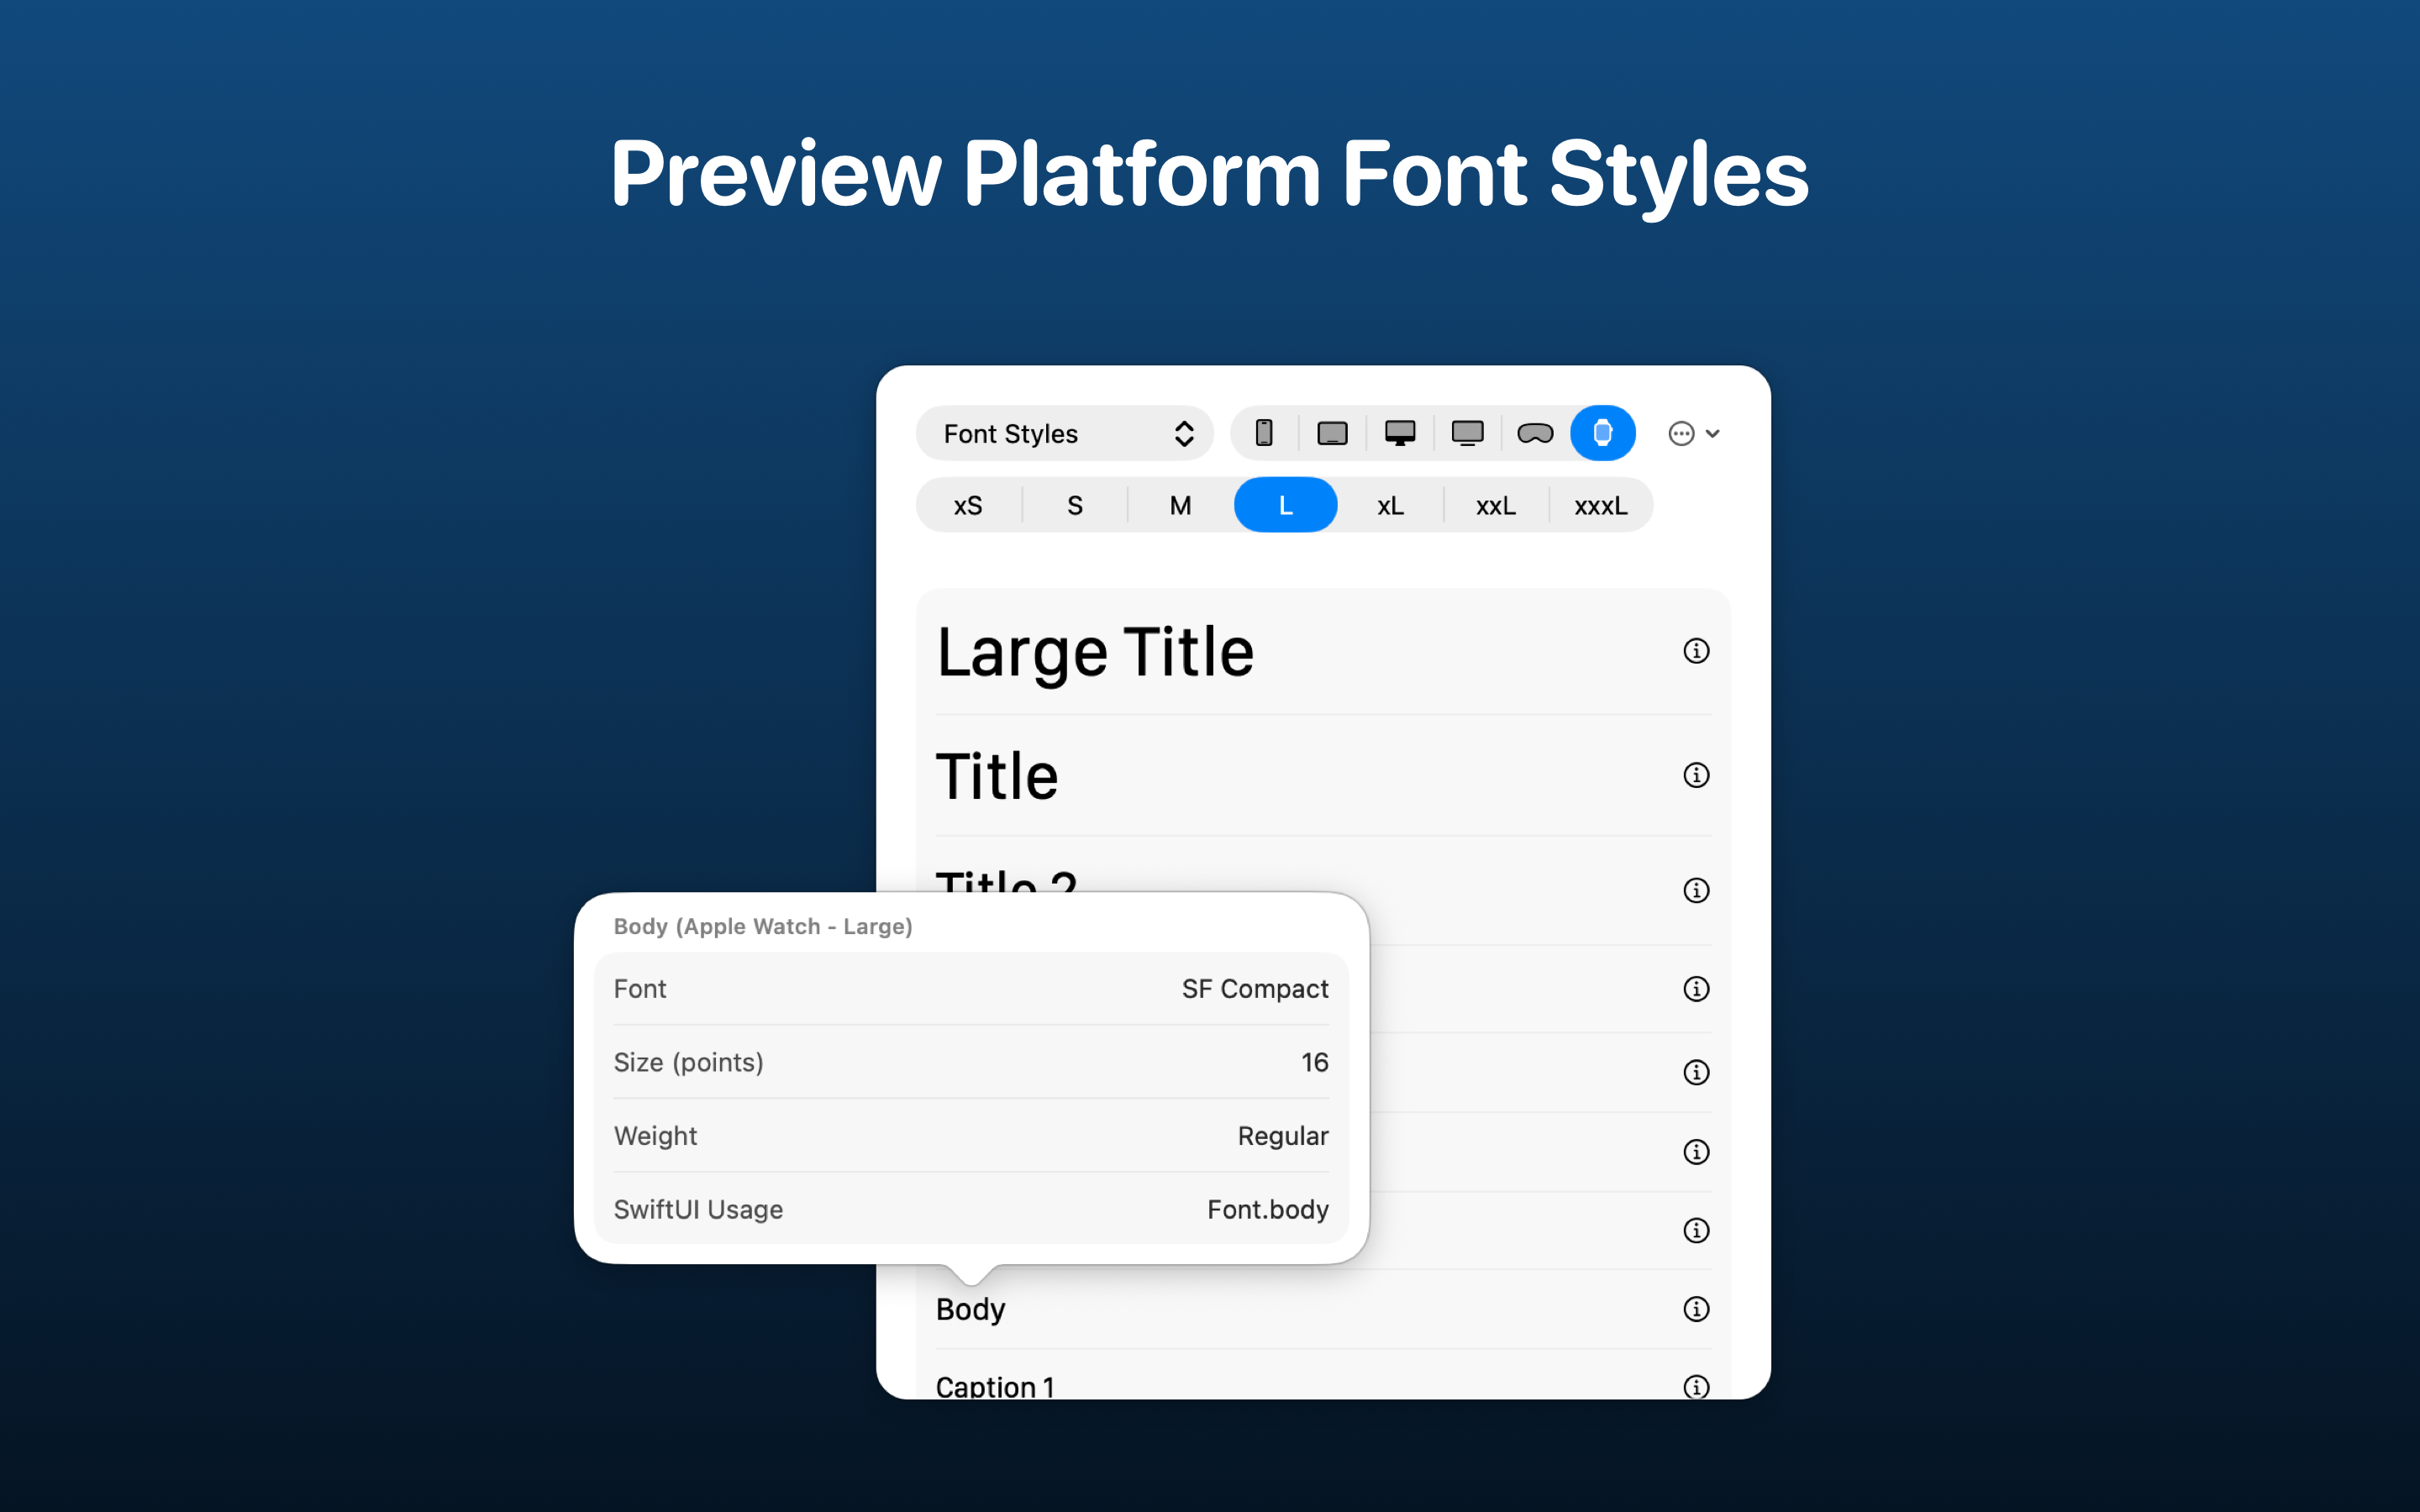 Preview Platform Font Styles
Font Styles
xS S M L xL xxL xxxL
Large Title
Title
Title 2
Body (Apple Watch - Large)
Font SF Compact
Size (points) 16
Weight Regular
SwiftUI Usage Font.body
Body
Caption 1